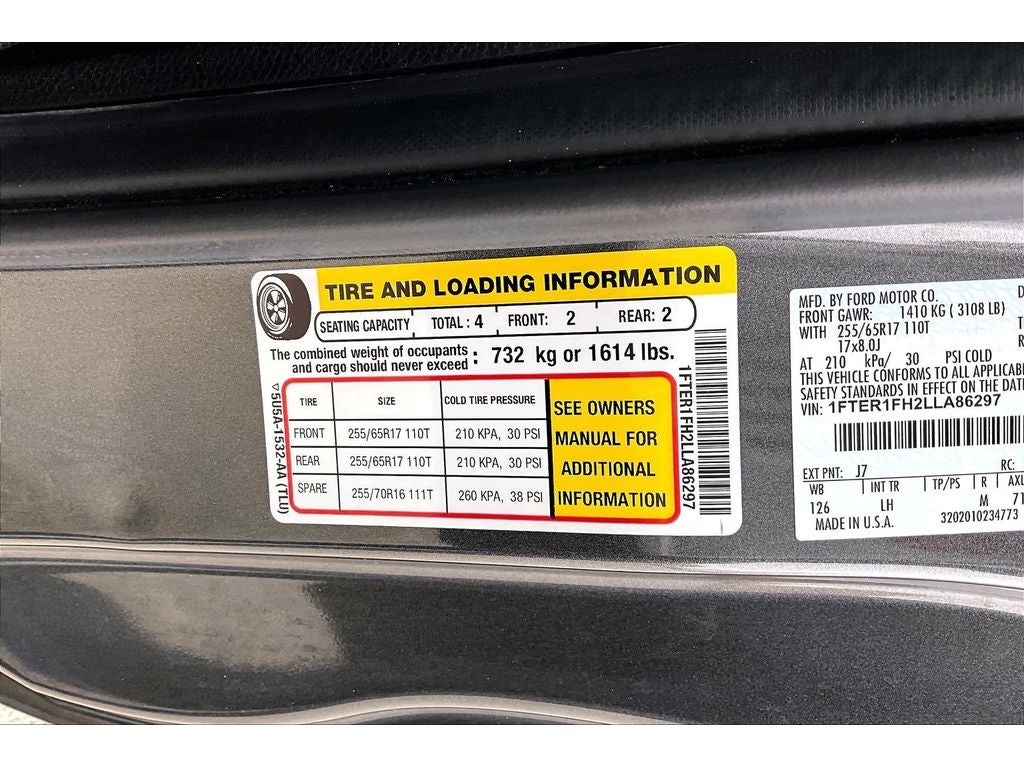 TIRE AND LOADING INFORMATION
SEATING CAPACITY TOTAL : 4 FRONT: 2 REAR: 2
The combined weight of occupants
and cargo should never exceed : 732 kg or 1614 lbs.
TIRE SIZE COLD TIRE PRESSURE
FRONT 255/65R17 110T 210 KPA, 30 PSI
REAR 255/65R17 110T 210 KPA, 30 PSI
SPARE 255/70R16 111T 260 KPA, 38 PSI
SEE OWNERS
MANUAL FOR
ADDITIONAL
INFORMATION
5U5A-1532-AA (TLU)
1FTER1FH2LLA86297
MFD. BY FORD MOTOR CO.
FRONT GAWR: 1410 KG ( 3108 LB)
WITH 255/65R17 110T
17x8.0J
AT 210 kPa/ 30 PSI COLD
THIS VEHICLE CONFORMS TO ALL APPLICABL
SAFETY STANDARDS IN EFFECT ON THE DATE
VIN: 1FTER1FH2LLA86297
EXT PNT: J7 RC:
WB INT TR TP/PS R AXL
126 LH M 71
MADE IN U.S.A. 3202010234773